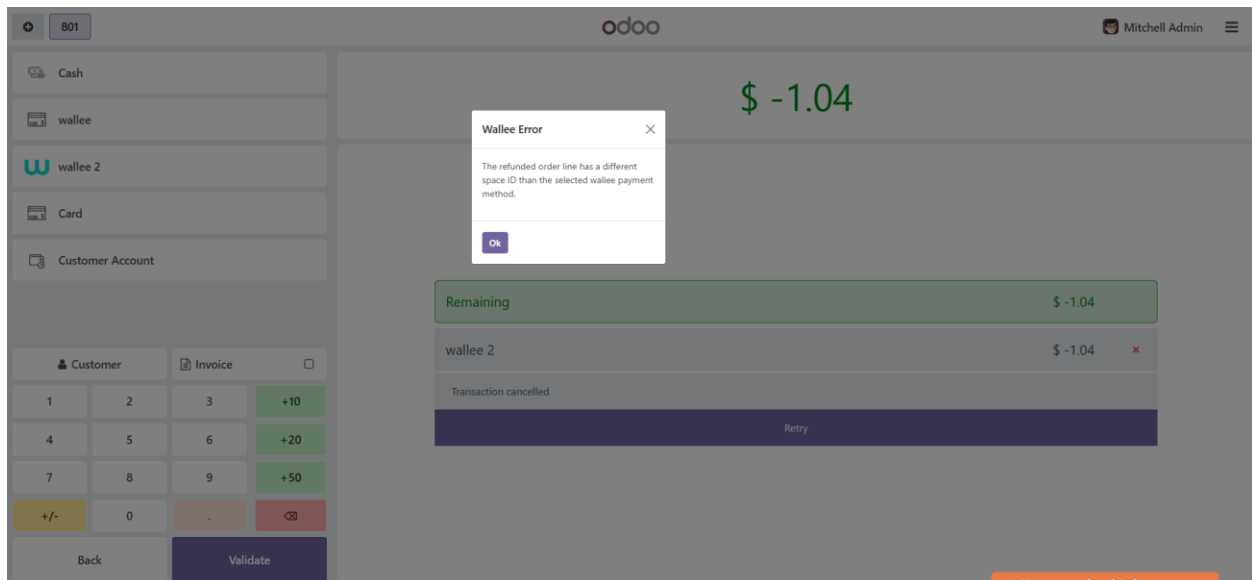 801
odoo
Mitchell Admin
Cash
wallee
wallee 2
Card
Customer Account
$ -1.04
Wallee Error
The refunded order line has a different
space ID than the selected wallee payment
method.
Ok
Remaining $ -1.04
wallee 2 $ -1.04
Transaction cancelled
Retry
Customer Invoice
1 2 3 +10
4 5 6 +20
7 8 9 +50
+/- 0 .
Back Validate